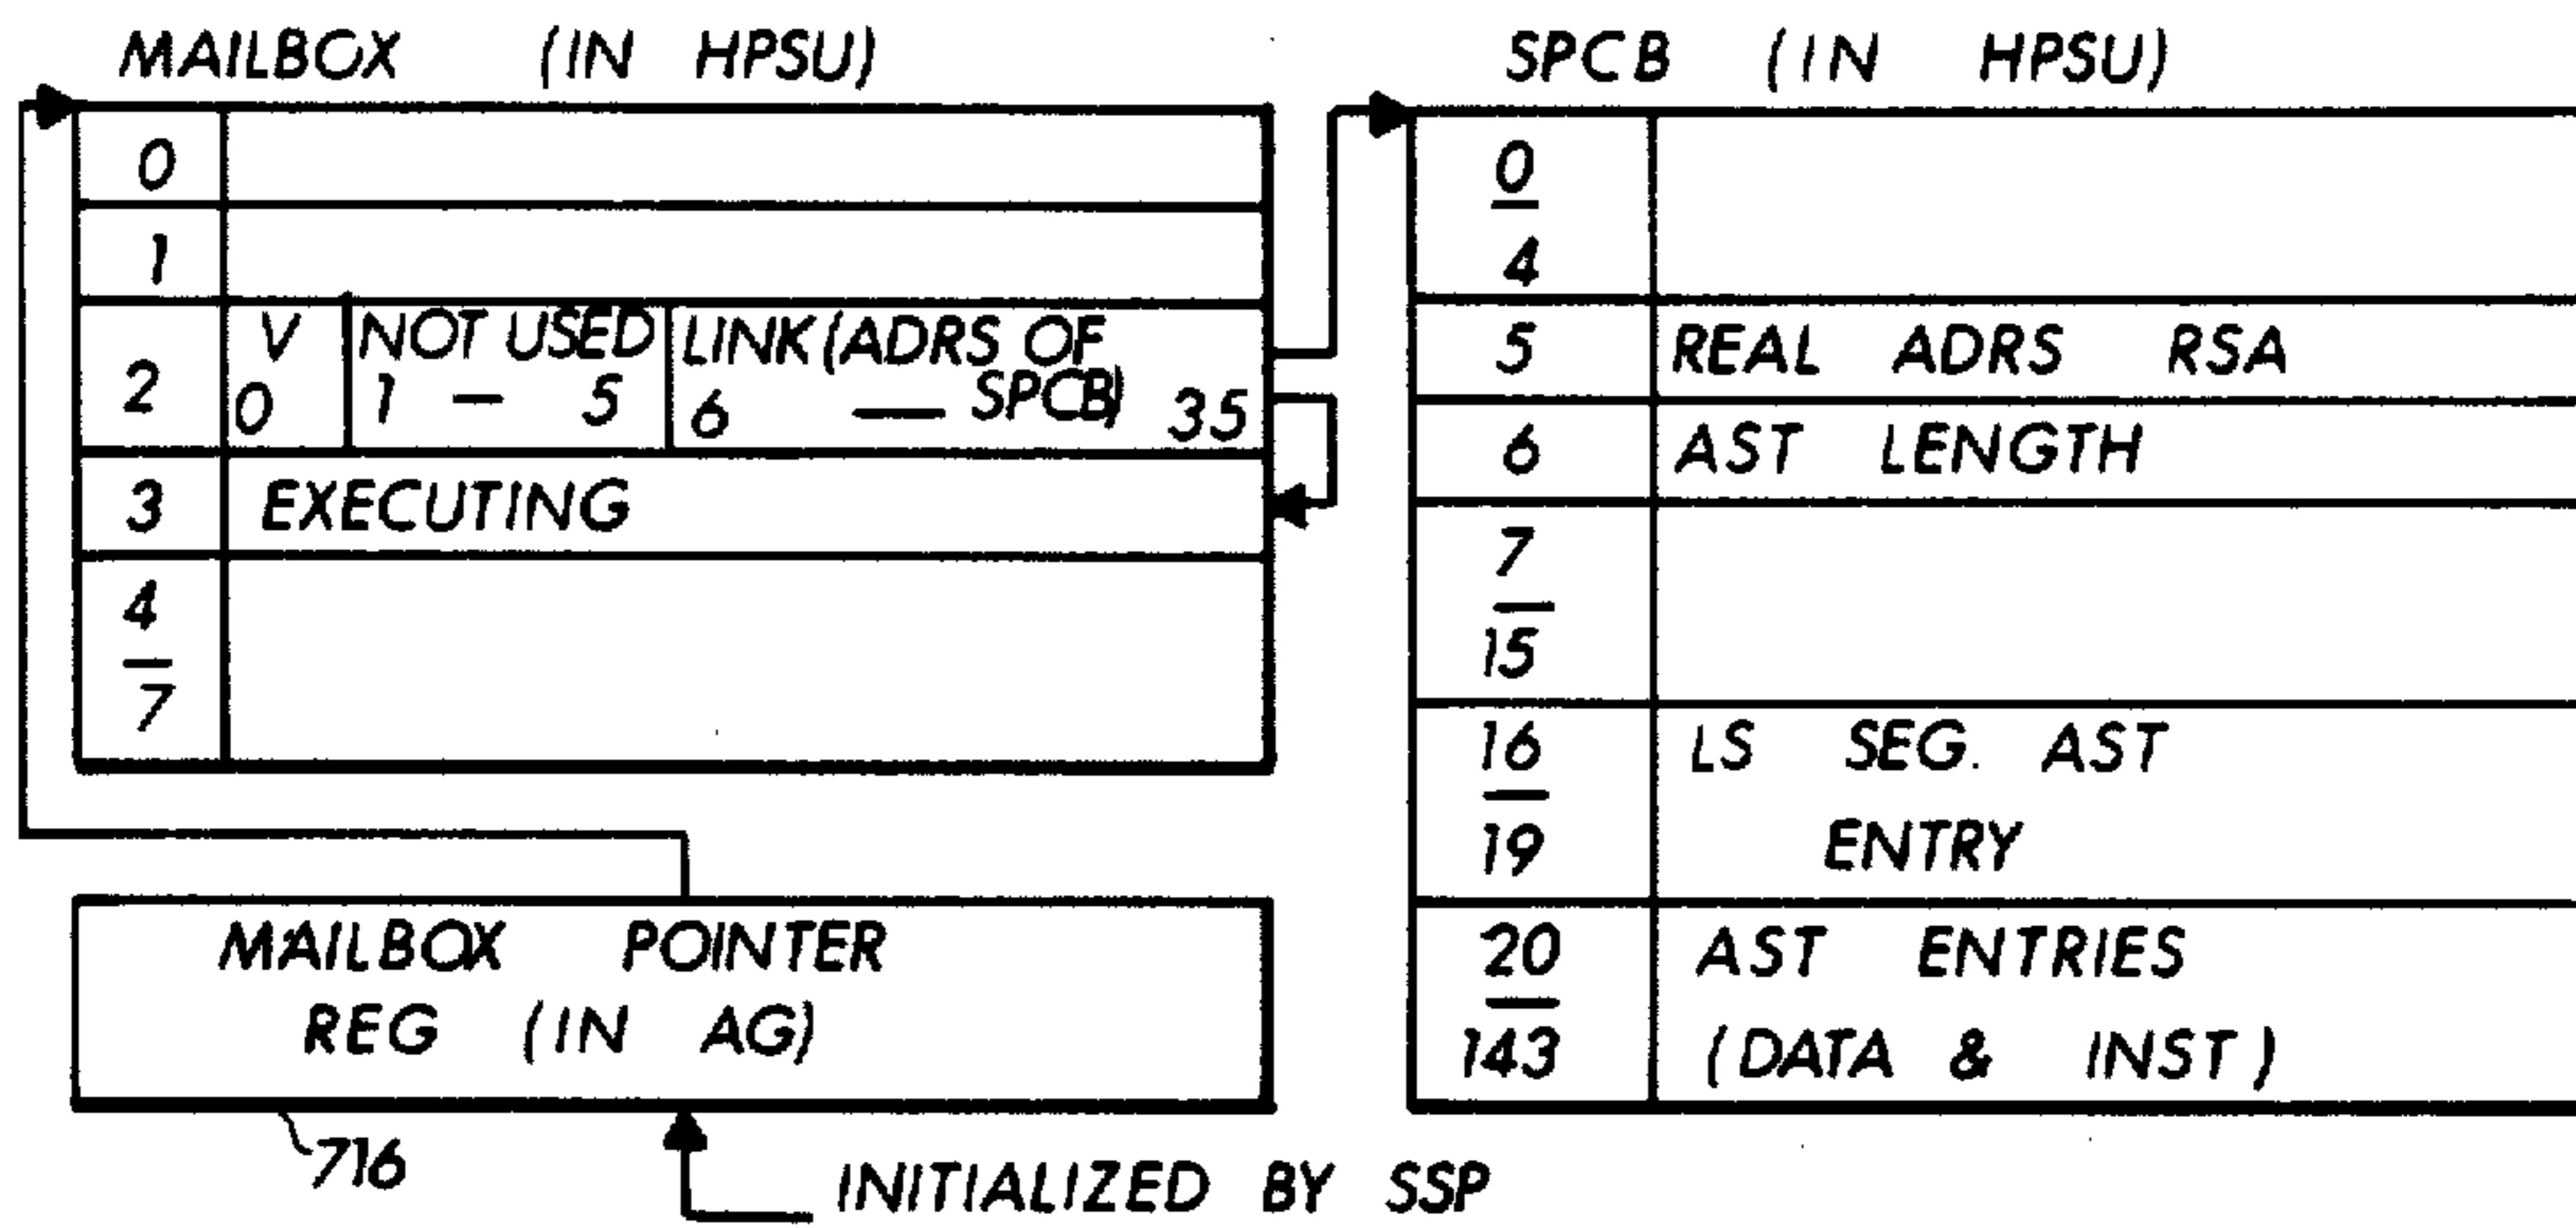 MAILBOX (IN HPSU)
0
1
2
V
0
NOT USED
1 — 5
LINK (ADRS OF
SPCB)
6 — 35
3 EXECUTING
4
—
7
MAILBOX POINTER
REG (IN AG)
716
INITIALIZED BY SSP
SPCB (IN HPSU)
0
—
4
5 REAL ADRS RSA
6 AST LENGTH
7
—
15
16 LS SEG. AST
—
19 ENTRY
20 AST ENTRIES
—
143 (DATA & INST)